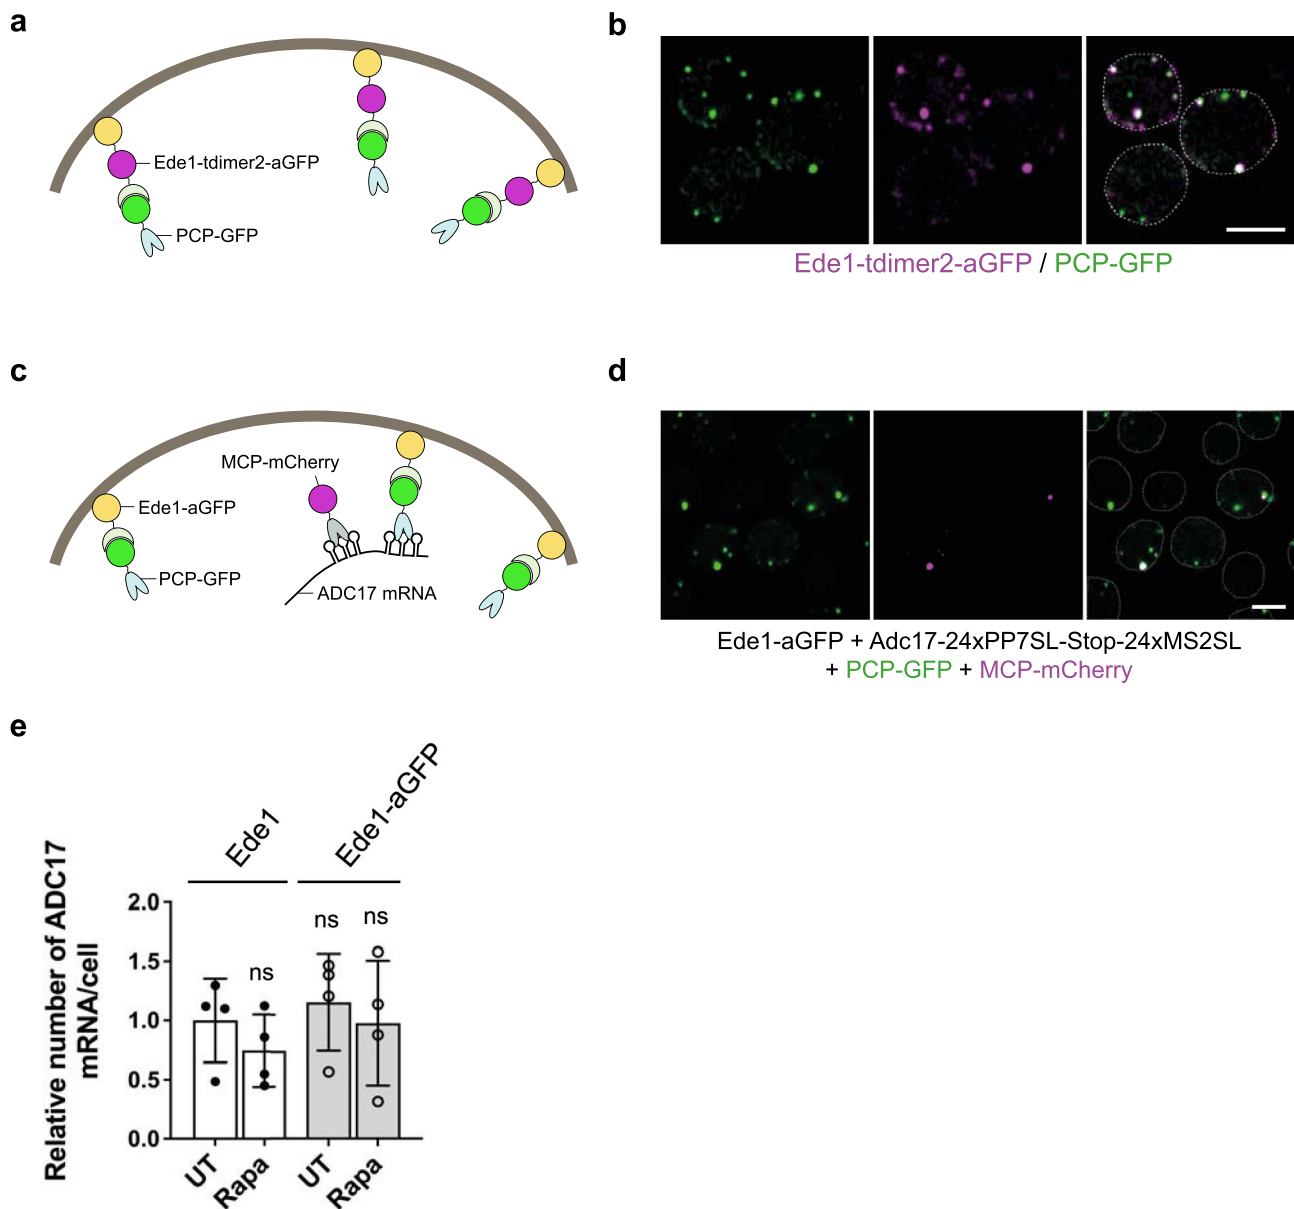 a
Ede1-tdimer2-aGFP
PCP-GFP
b
Ede1-tdimer2-aGFP / PCP-GFP
c
MCP-mCherry
Ede1-aGFP
PCP-GFP
ADC17 mRNA
d
Ede1-aGFP + Adc17-24xPP7SL-Stop-24xMS2SL
+ PCP-GFP + MCP-mCherry
e
Ede1
Ede1-aGFP
Relative number of ADC17
mRNA/cell
2.0
1.5
1.0
0.5
0.0
ns
ns
ns
UT
Rapa
UT
Rapa